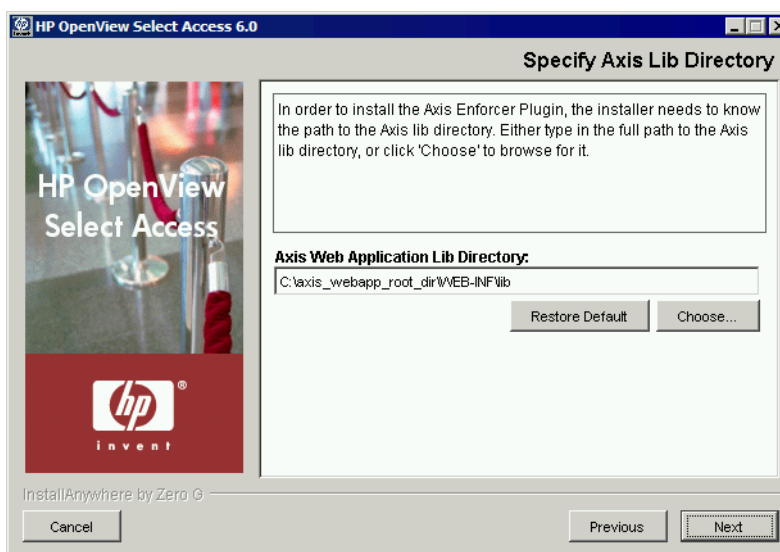 HP OpenView Select Access 6.0
Specify Axis Lib Directory
In order to install the Axis Enforcer Plugin, the installer needs to know
the path to the Axis lib directory. Either type in the full path to the Axis
lib directory, or click 'Choose' to browse for it.
HP OpenView
Select Access
Axis Web Application Lib Directory:
C:\axis_webapp_root_dir\WEB-INF\lib
Restore Default
Choose...
hp
®
invent
InstallAnywhere by Zero G
Cancel
Previous
Next